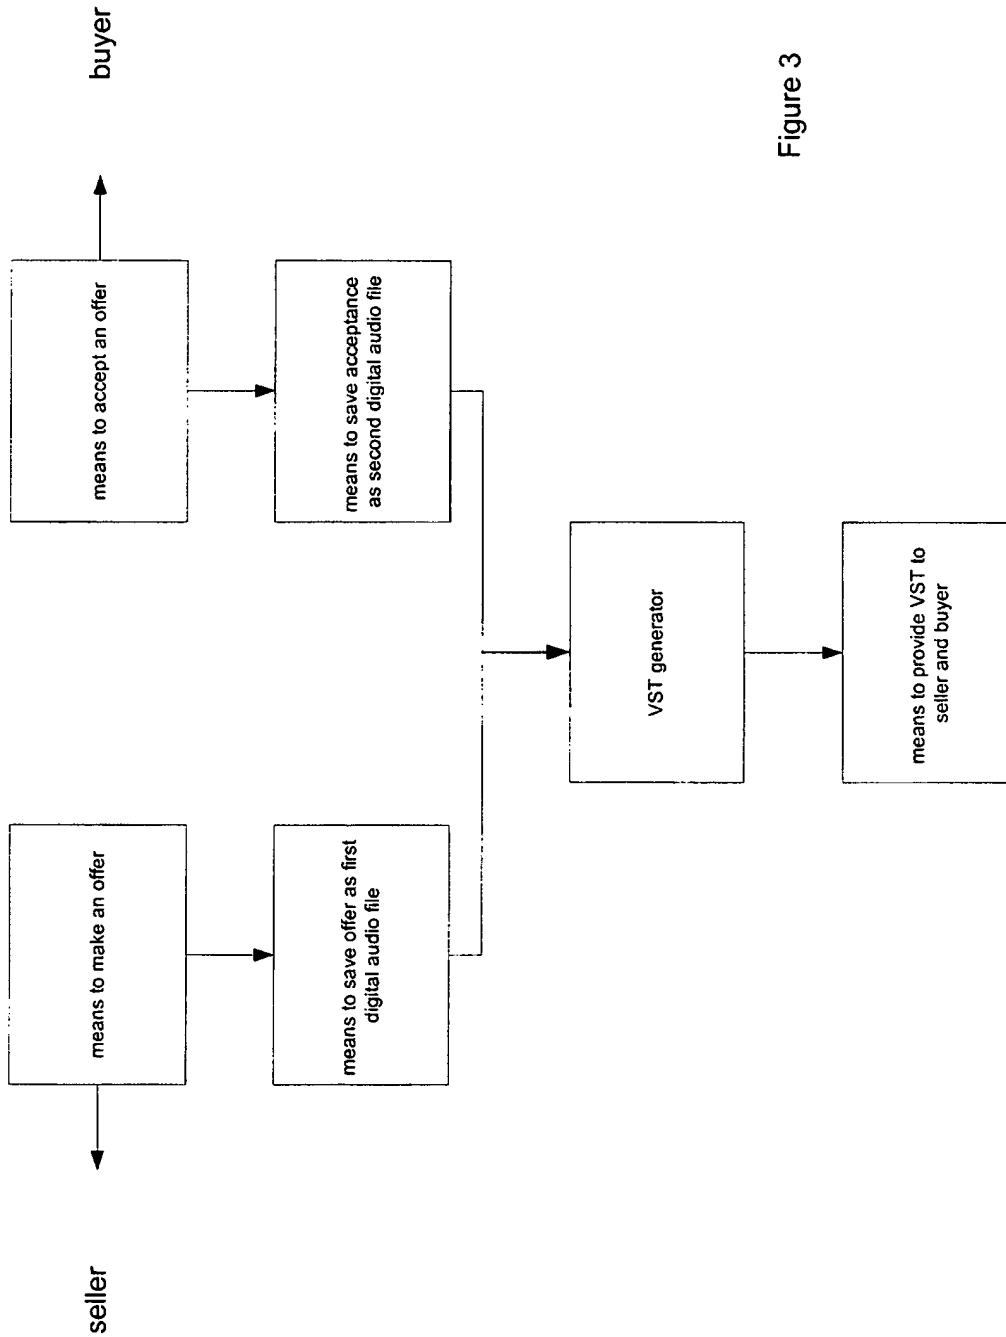 seller
buyer
means to make an offer
means to accept an offer
means to save offer as first
digital audio file
means to save acceptance
as second digital audio file
VST generator
means to provide VST to
seller and buyer
Figure 3